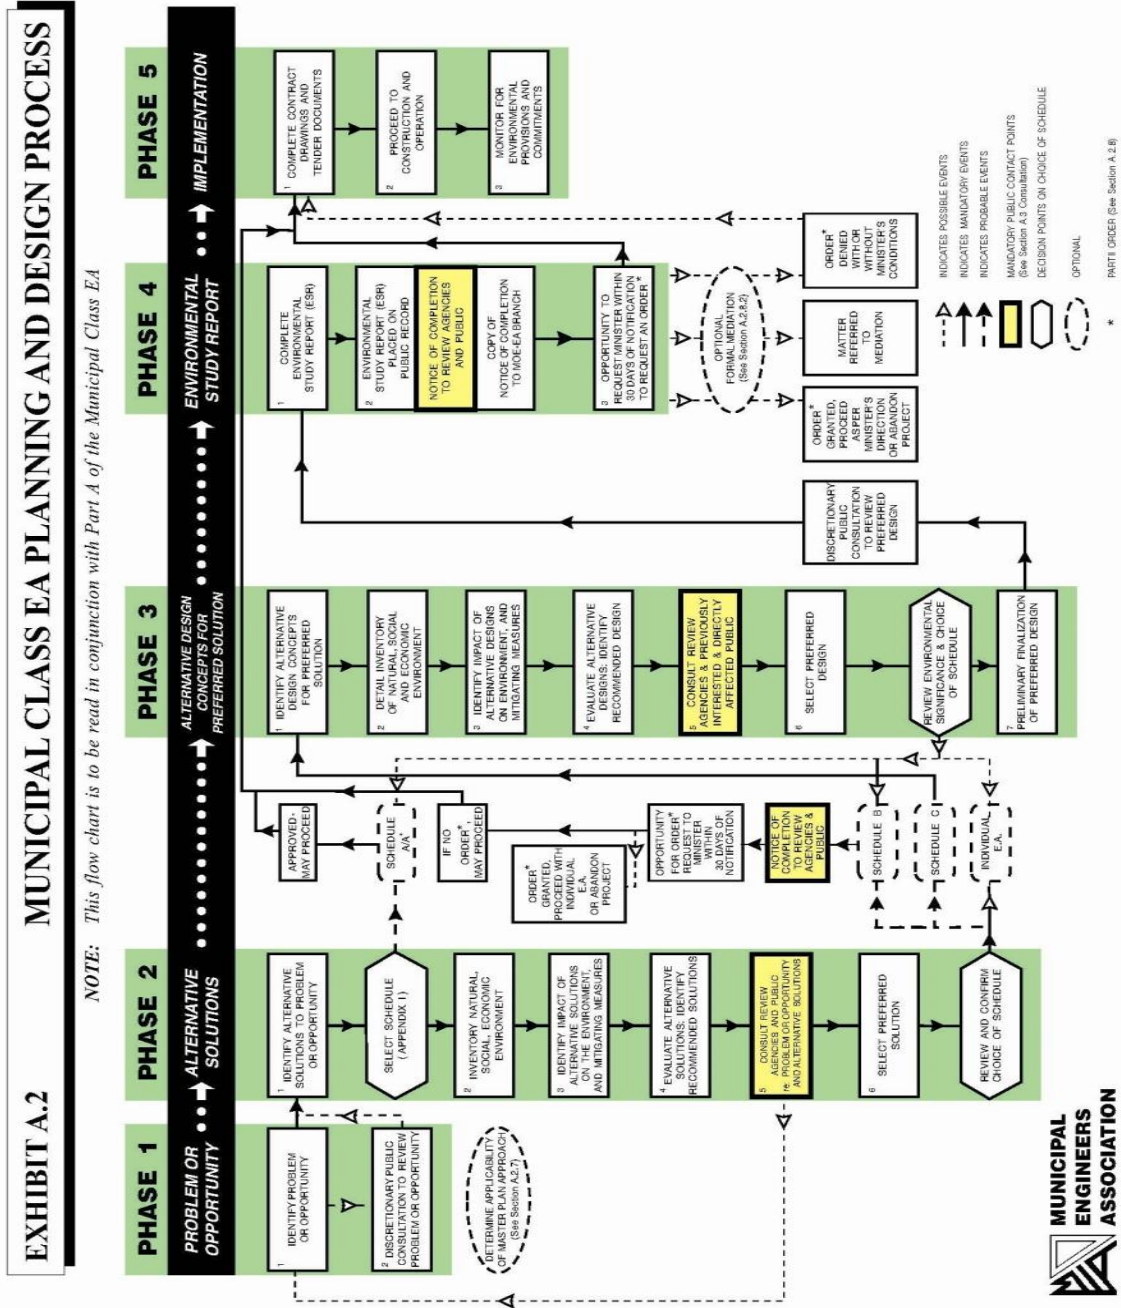 EXHIBIT A.2
MUNICIPAL CLASS EA PLANNING AND DESIGN PROCESS
NOTE: This flow chart is to be read in conjunction with Part A of the Municipal Class EA
PHASE 1
PROBLEM OR
OPPORTUNITY
1
IDENTIFY PROBLEM
OR OPPORTUNITY
2
DISCRETIONARY PUBLIC
CONSULTATION TO REVIEW
PROBLEM OR OPPORTUNITY
DETERMINE APPLICABILITY
OF MASTER PLAN APPROACH
(See Section A.2.7)
PHASE 2
ALTERNATIVE
SOLUTIONS
1
IDENTIFY ALTERNATIVE
SOLUTIONS TO PROBLEM
OR OPPORTUNITY
SELECT SCHEDULE
(APPENDIX I)
2
INVENTORY NATURAL,
SOCIAL, ECONOMIC
ENVIRONMENT
3
IDENTIFY IMPACT OF
ALTERNATIVE SOLUTIONS
ON THE ENVIRONMENT,
AND MITIGATING MEASURES
4
EVALUATE ALTERNATIVE
SOLUTIONS: IDENTIFY
RECOMMENDED SOLUTIONS
5
CONSULT REVIEW
AGENCIES AND PUBLIC
re: PROBLEM OR OPPORTUNITY
AND ALTERNATIVE SOLUTIONS
6
SELECT PREFERRED
SOLUTION
REVIEW AND CONFIRM
CHOICE OF SCHEDULE
APPROVED-
MAY PROCEED
SCHEDULE
A/A+
IF NO
ORDER*,
MAY PROCEED
ORDER*
GRANTED,
PROCEED WITH
INDIVIDUAL
E.A.
OR ABANDON
PROJECT
OPPORTUNITY
FOR ORDER*
REQUEST TO
MINISTER
WITHIN
30 DAYS OF
NOTIFICATION
NOTICE OF
COMPLETION
TO REVIEW
AGENCIES &
PUBLIC
SCHEDULE B
SCHEDULE C
INDIVIDUAL
E.A.
PHASE 3
ALTERNATIVE DESIGN
CONCEPTS FOR
PREFERRED SOLUTION
1
IDENTIFY ALTERNATIVE
DESIGN CONCEPTS
FOR PREFERRED
SOLUTION
2
DETAIL INVENTORY
OF NATURAL, SOCIAL
AND ECONOMIC
ENVIRONMENT
3
IDENTIFY IMPACT OF
ALTERNATIVE DESIGNS
ON ENVIRONMENT, AND
MITIGATING MEASURES
4
EVALUATE ALTERNATIVE
DESIGNS: IDENTIFY
RECOMMENDED DESIGN
5
CONSULT REVIEW
AGENCIES & PREVIOUSLY
INTERESTED & DIRECTLY
AFFECTED PUBLIC
6
SELECT PREFERRED
DESIGN
REVIEW ENVIRONMENTAL
SIGNIFICANCE & CHOICE
OF SCHEDULE
7
PRELIMINARY FINALIZATION
OF PREFERRED DESIGN
DISCRETIONARY
PUBLIC
CONSULTATION
TO REVIEW
PREFERRED
DESIGN
PHASE 4
ENVIRONMENTAL
STUDY REPORT
1
COMPLETE
ENVIRONMENTAL
STUDY REPORT (ESR)
2
ENVIRONMENTAL
STUDY REPORT (ESR)
PLACED ON
PUBLIC RECORD
NOTICE OF COMPLETION
TO REVIEW AGENCIES
AND PUBLIC
COPY OF
NOTICE OF COMPLETION
TO MOE-EA BRANCH
3
OPPORTUNITY TO
REQUEST MINISTER WITHIN
30 DAYS OF NOTIFICATION
TO REQUEST AN ORDER*
OPTIONAL
FORMAL MEDIATION
(See Section A.2.8.2)
ORDER*
GRANTED,
PROCEED
AS PER
MINISTER'S
DIRECTION
OR ABANDON
PROJECT
MATTER
REFERRED
TO
MEDIATION
ORDER*
DENIED
WITH OR
WITHOUT
MINISTER'S
CONDITIONS
PHASE 5
IMPLEMENTATION
1
COMPLETE CONTRACT
DRAWINGS AND
TENDER DOCUMENTS
2
PROCEED TO
CONSTRUCTION AND
OPERATION
3
MONITOR FOR
ENVIRONMENTAL
PROVISIONS AND
COMMITMENTS
INDICATES POSSIBLE EVENTS
INDICATES MANDATORY EVENTS
INDICATES PROBABLE EVENTS
MANDATORY PUBLIC CONTACT POINTS
(See Section A.3 Consultation)
DECISION POINTS ON CHOICE OF SCHEDULE
OPTIONAL
* PART II ORDER (See Section A.2.8)
MUNICIPAL
ENGINEERS
ASSOCIATION